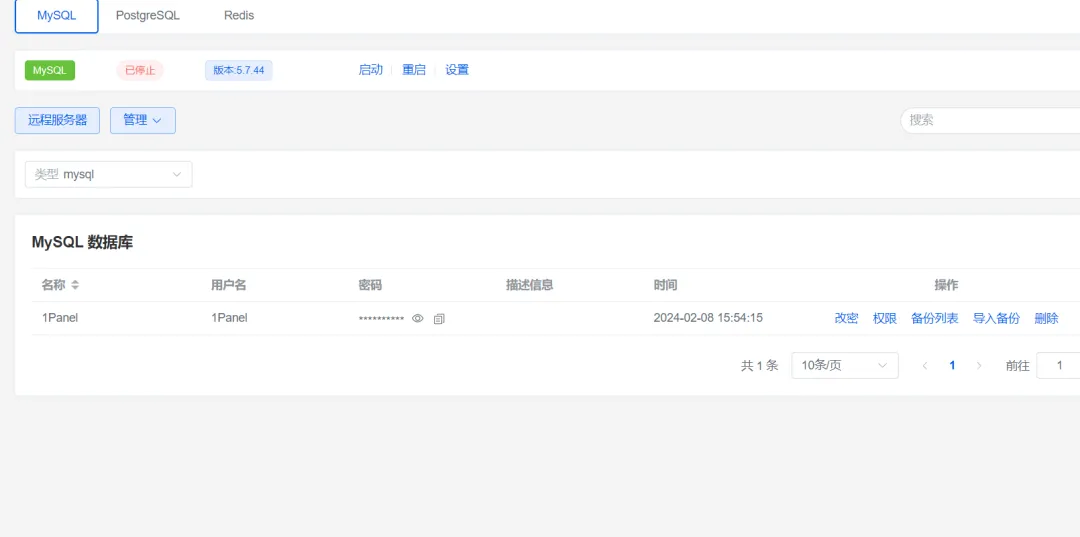 MySQL PostgreSQL Redis
MySQL 已停止 版本:5.7.44 启动 重启 设置
远程服务器 管理 搜索
类型 mysql
MySQL 数据库
名称 用户名 密码 描述信息 时间 操作
1Panel 1Panel ********** 2024-02-08 15:54:15 改密 权限 备份列表 导入备份 删除
共 1 条 10条/页 1 前往 1